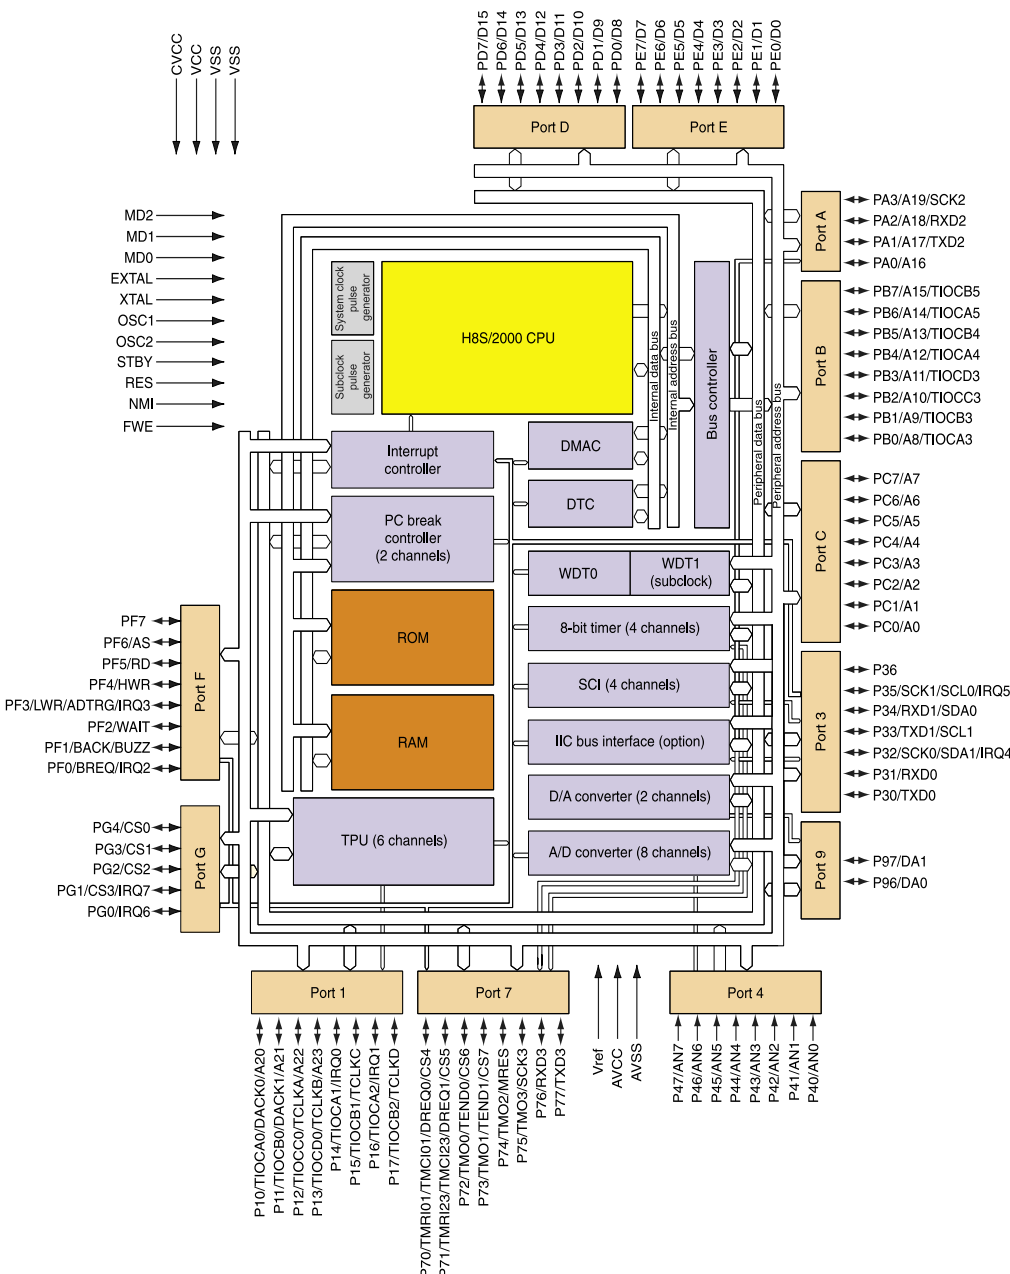 CVCC
VCC
VSS
VSS
PD7/D15
PD6/D14
PD5/D13
PD4/D12
PD3/D11
PD2/D10
PD1/D9
PD0/D8
PE7/D7
PE6/D6
PE5/D5
PE4/D4
PE3/D3
PE2/D2
PE1/D1
PE0/D0
Port D
Port E
MD2
MD1
MD0
EXTAL
XTAL
OSC1
OSC2
STBY
RES
NMI
FWE
System clock
pulse
generator
Subclock
pulse
generator
H8S/2000 CPU
Interrupt
controller
PC break
controller
(2 channels)
ROM
RAM
TPU (6 channels)
DMAC
DTC
WDT0
WDT1
(subclock)
8-bit timer (4 channels)
SCI (4 channels)
IIC bus interface (option)
D/A converter (2 channels)
A/D converter (8 channels)
Internal data bus
Internal address bus
Bus controller
Peripheral data bus
Peripheral address bus
Port A
PA3/A19/SCK2
PA2/A18/RXD2
PA1/A17/TXD2
PA0/A16
Port B
PB7/A15/TIOCB5
PB6/A14/TIOCA5
PB5/A13/TIOCB4
PB4/A12/TIOCA4
PB3/A11/TIOCD3
PB2/A10/TIOCC3
PB1/A9/TIOCB3
PB0/A8/TIOCA3
Port C
PC7/A7
PC6/A6
PC5/A5
PC4/A4
PC3/A3
PC2/A2
PC1/A1
PC0/A0
Port 3
P36
P35/SCK1/SCL0/IRQ5
P34/RXD1/SDA0
P33/TXD1/SCL1
P32/SCK0/SDA1/IRQ4
P31/RXD0
P30/TXD0
Port 9
P97/DA1
P96/DA0
PF7
PF6/AS
PF5/RD
PF4/HWR
PF3/LWR/ADTRG/IRQ3
PF2/WAIT
PF1/BACK/BUZZ
PF0/BREQ/IRQ2
Port F
PG4/CS0
PG3/CS1
PG2/CS2
PG1/CS3/IRQ7
PG0/IRQ6
Port G
Port 1
Port 7
Port 4
P10/TIOCA0/DACK0/A20
P11/TIOCB0/DACK1/A21
P12/TIOCC0/TCLKA/A22
P13/TIOCD0/TCLKB/A23
P14/TIOCA1/IRQ0
P15/TIOCB1/TCLKC
P16/TIOCA2/IRQ1
P17/TIOCB2/TCLKD
P70/TMRI01/TMCI01/DREQ0/CS4
P71/TMRI23/TMCI23/DREQ1/CS5
P72/TMO0/TEND0/CS6
P73/TMO1/TEND1/CS7
P74/TMO2/MRES
P75/TMO3/SCK3
P76/RXD3
P77/TXD3
Vref
AVCC
AVSS
P47/AN7
P46/AN6
P45/AN5
P44/AN4
P43/AN3
P42/AN2
P41/AN1
P40/AN0